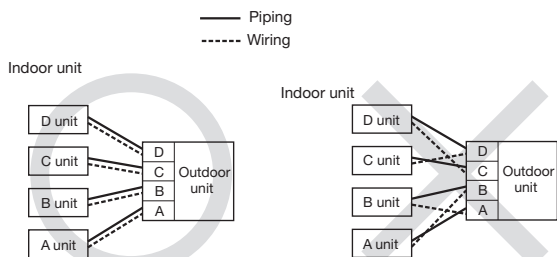 Piping
Wiring
Indoor unit
D unit
C unit
B unit
A unit
D
C
B
A
Outdoor
unit
Indoor unit
D unit
C unit
B unit
A unit
D
C
B
A
Outdoor
unit